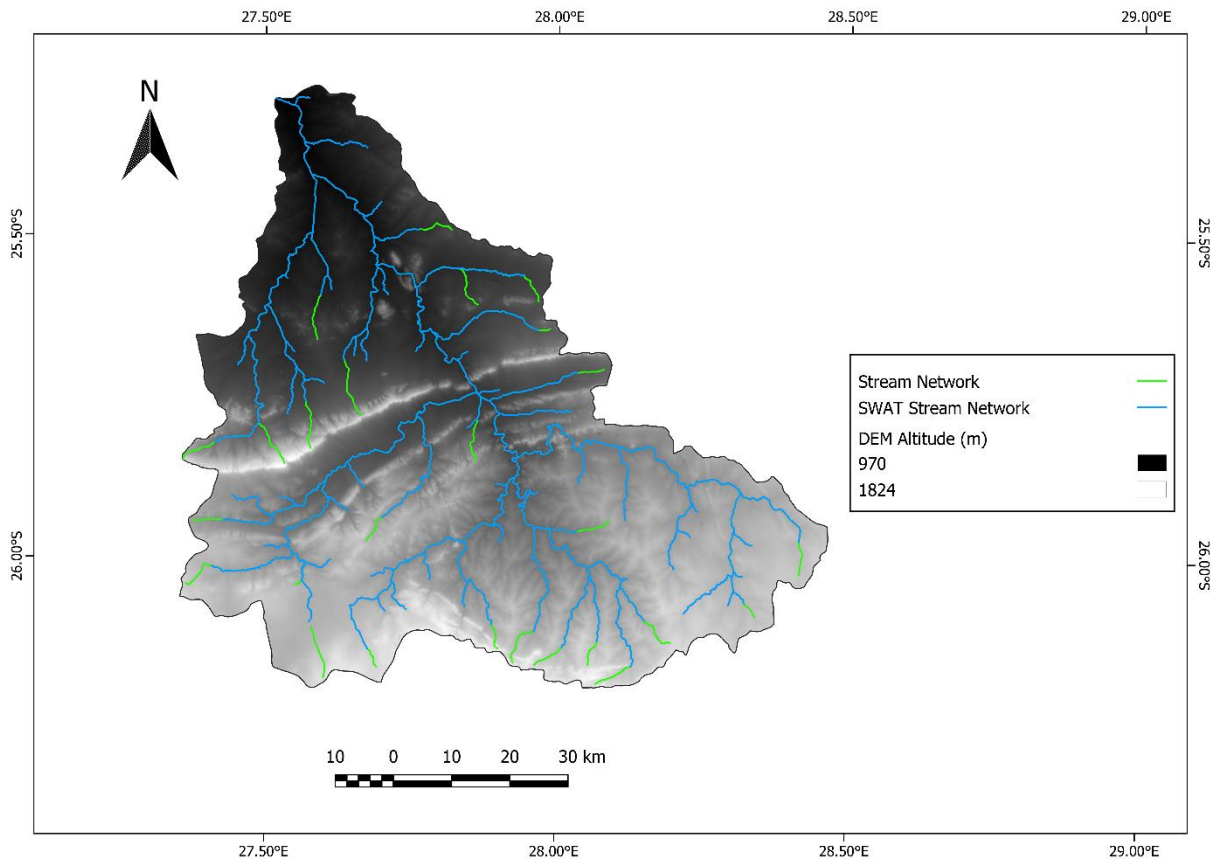 27.50°E 28.00°E 28.50°E 29.00°E
N
25.50°S 25.50°S
Stream Network
SWAT Stream Network
DEM Altitude (m)
970
1824
26.00°S 26.00°S
10 0 10 20 30 km
27.50°E 28.00°E 28.50°E 29.00°E